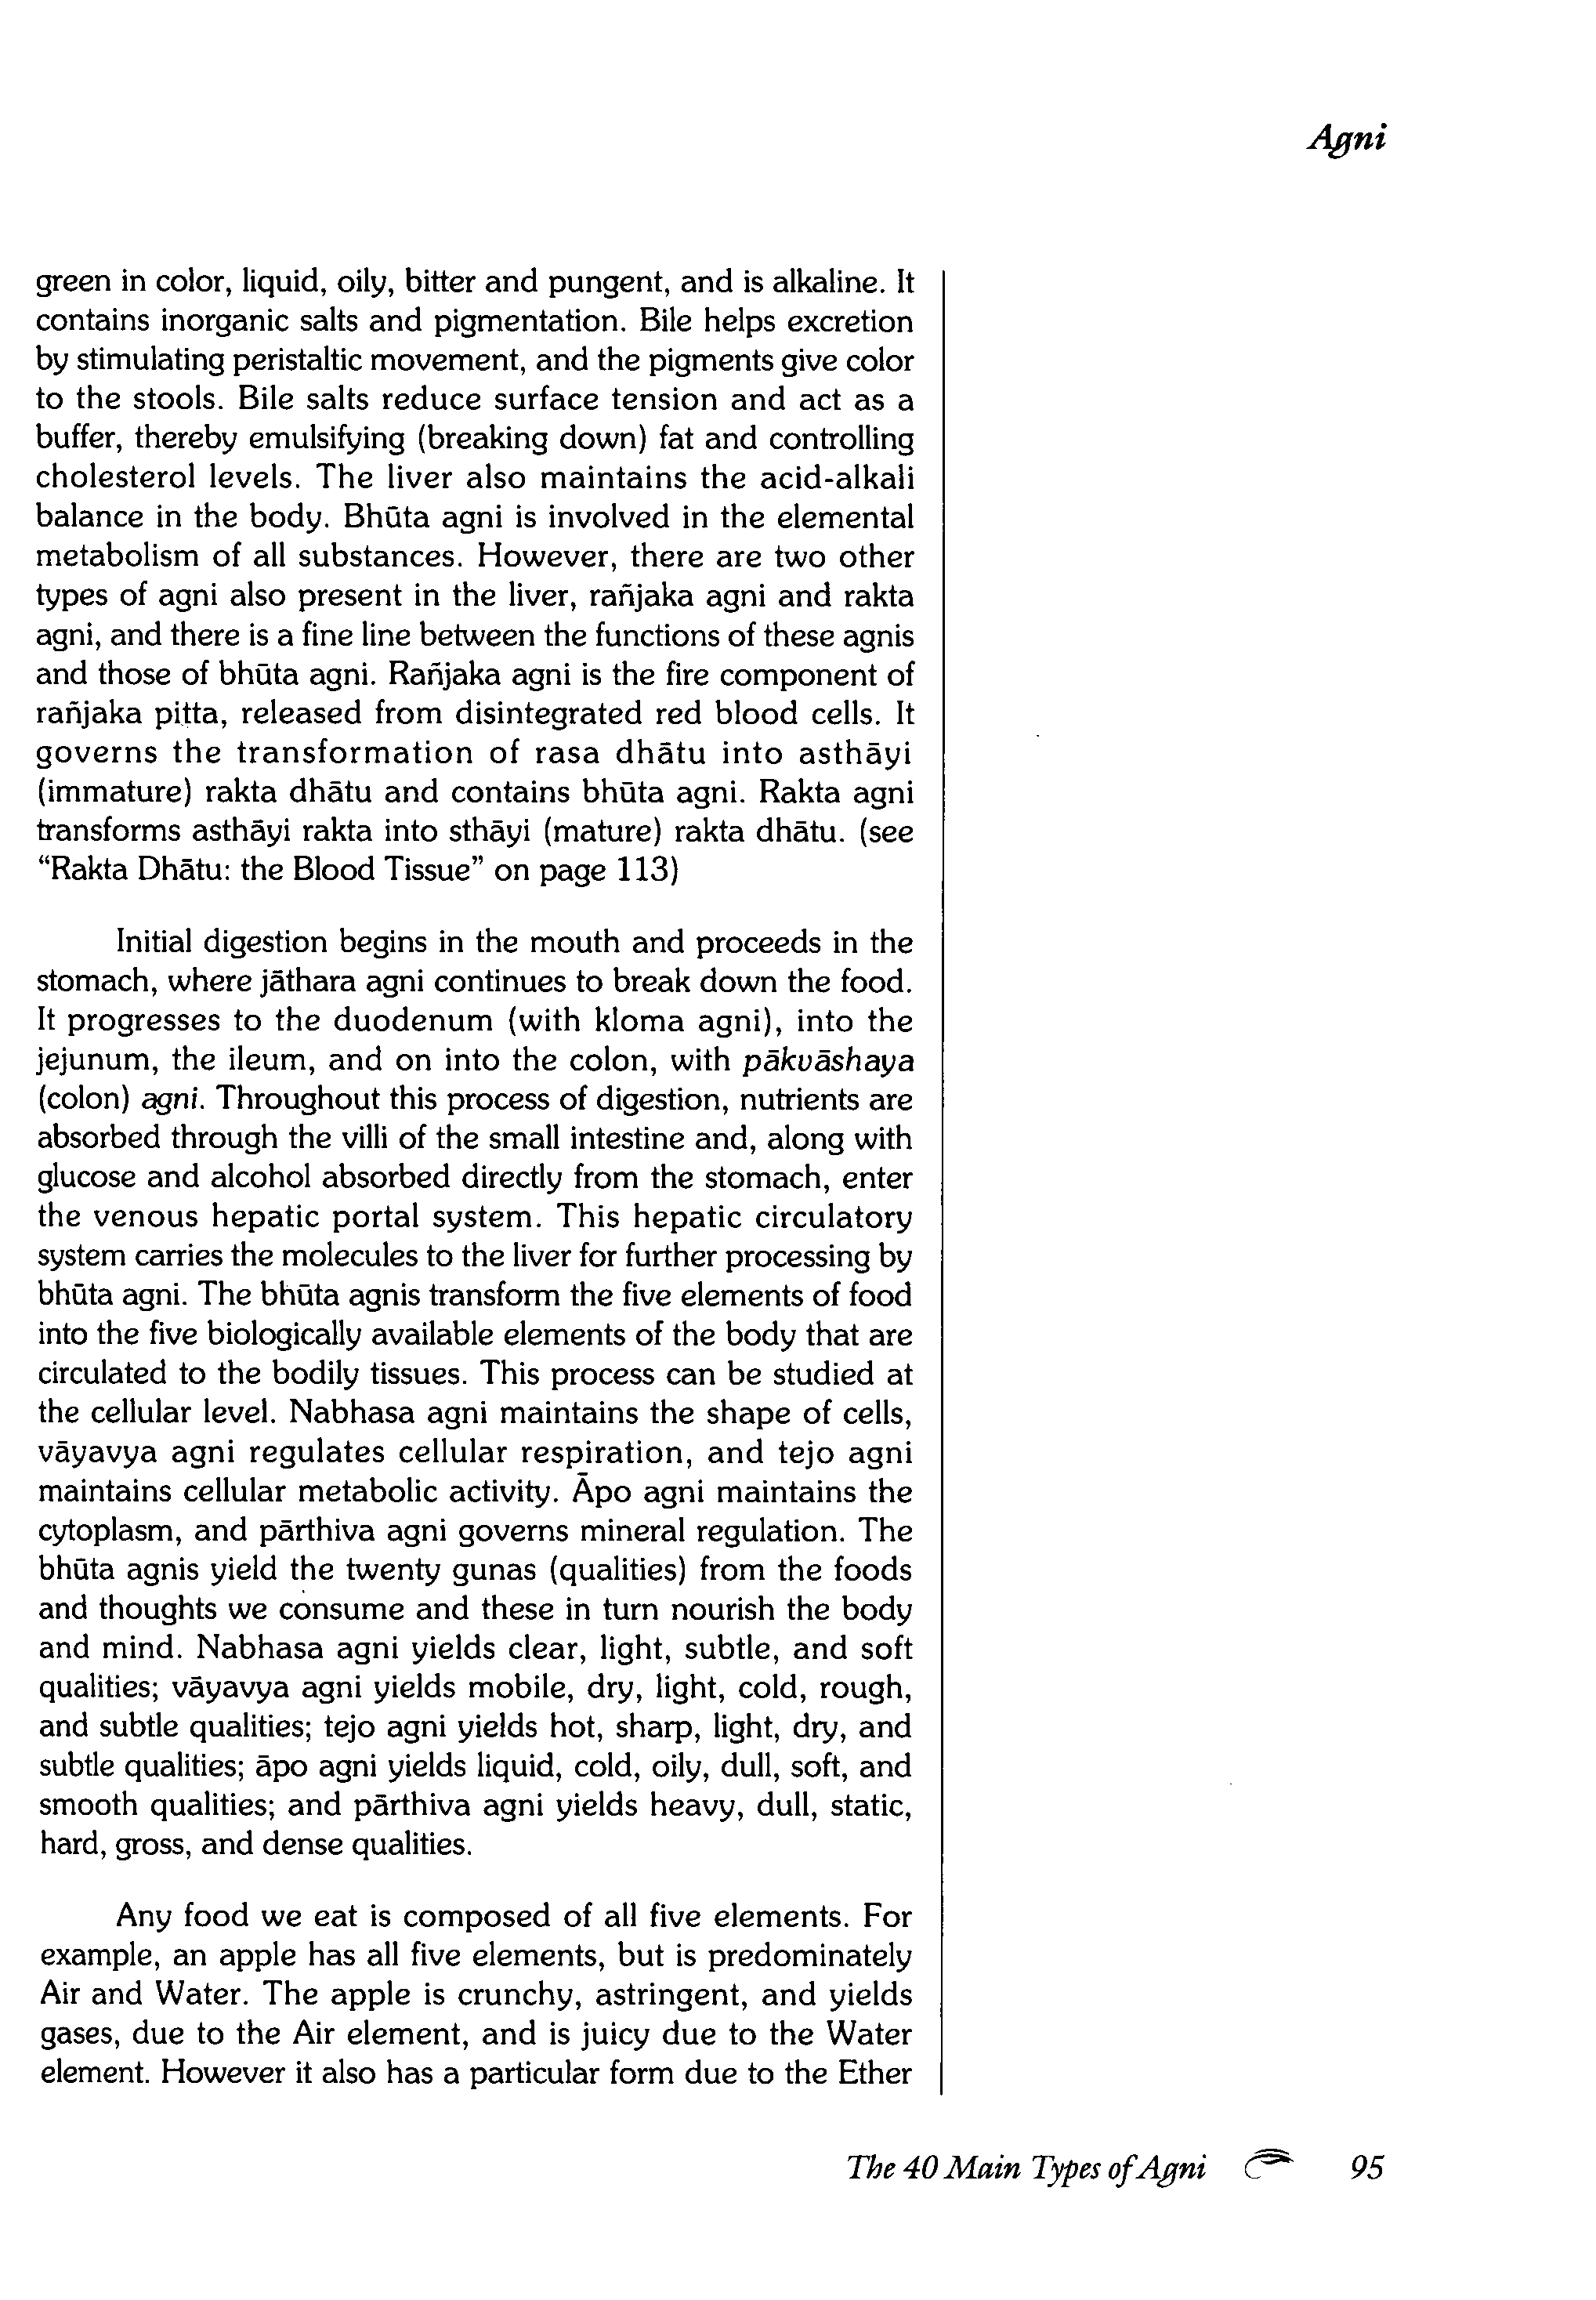 Agni
green in color, liquid, oily, bitter and pungent, and is alkaline. It
contains inorganic salts and pigmentation. Bile helps excretion
by stimulating peristaltic movement, and the pigments give color
to the stools. Bile salts reduce surface tension and act as a
buffer, thereby emulsifying (breaking down) fat and controlling
cholesterol levels. The liver also maintains the acid-alkali
balance in the body. Bhūta agni is involved in the elemental
metabolism of all substances. However, there are two other
types of agni also present in the liver, rañjaka agni and rakta
agni, and there is a fine line between the functions of these agnis
and those of bhūta agni. Rañjaka agni is the fire component of
rañjaka piṭta, released from disintegrated red blood cells. It
governs the transformation of rasa dhātu into asthāyi
(immature) rakta dhātu and contains bhūta agni. Rakta agni
transforms asthāyi rakta into sthāyi (mature) rakta dhātu. (see
“Rakta Dhātu: the Blood Tissue” on page 113)
Initial digestion begins in the mouth and proceeds in the
stomach, where jāthara agni continues to break down the food.
It progresses to the duodenum (with kloma agni), into the
jejunum, the ileum, and on into the colon, with pākvāshaya
(colon) agni. Throughout this process of digestion, nutrients are
absorbed through the villi of the small intestine and, along with
glucose and alcohol absorbed directly from the stomach, enter
the venous hepatic portal system. This hepatic circulatory
system carries the molecules to the liver for further processing by
bhūta agni. The bhūta agnis transform the five elements of food
into the five biologically available elements of the body that are
circulated to the bodily tissues. This process can be studied at
the cellular level. Nabhasa agni maintains the shape of cells,
vāyavya agni regulates cellular respiration, and tejo agni
maintains cellular metabolic activity. Āpo agni maintains the
cytoplasm, and pārthiva agni governs mineral regulation. The
bhūta agnis yield the twenty gunas (qualities) from the foods
and thoughts we consume and these in turn nourish the body
and mind. Nabhasa agni yields clear, light, subtle, and soft
qualities; vāyavya agni yields mobile, dry, light, cold, rough,
and subtle qualities; tejo agni yields hot, sharp, light, dry, and
subtle qualities; āpo agni yields liquid, cold, oily, dull, soft, and
smooth qualities; and pārthiva agni yields heavy, dull, static,
hard, gross, and dense qualities.
Any food we eat is composed of all five elements. For
example, an apple has all five elements, but is predominately
Air and Water. The apple is crunchy, astringent, and yields
gases, due to the Air element, and is juicy due to the Water
element. However it also has a particular form due to the Ether
The 40 Main Types of Agni 95